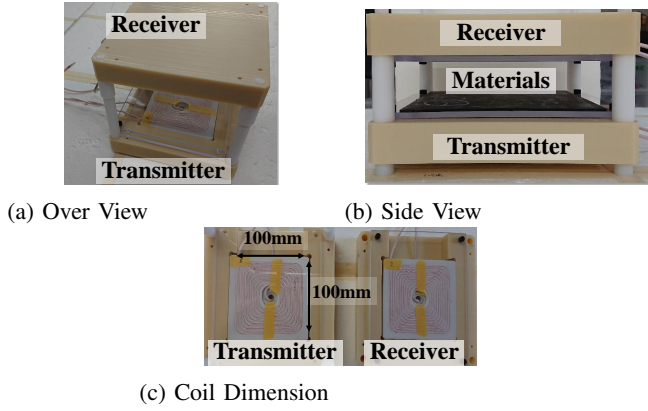 Receiver
Transmitter
(a) Over View
Receiver
Materials
Transmitter
(b) Side View
100mm
100mm
Transmitter
Receiver
(c) Coil Dimension